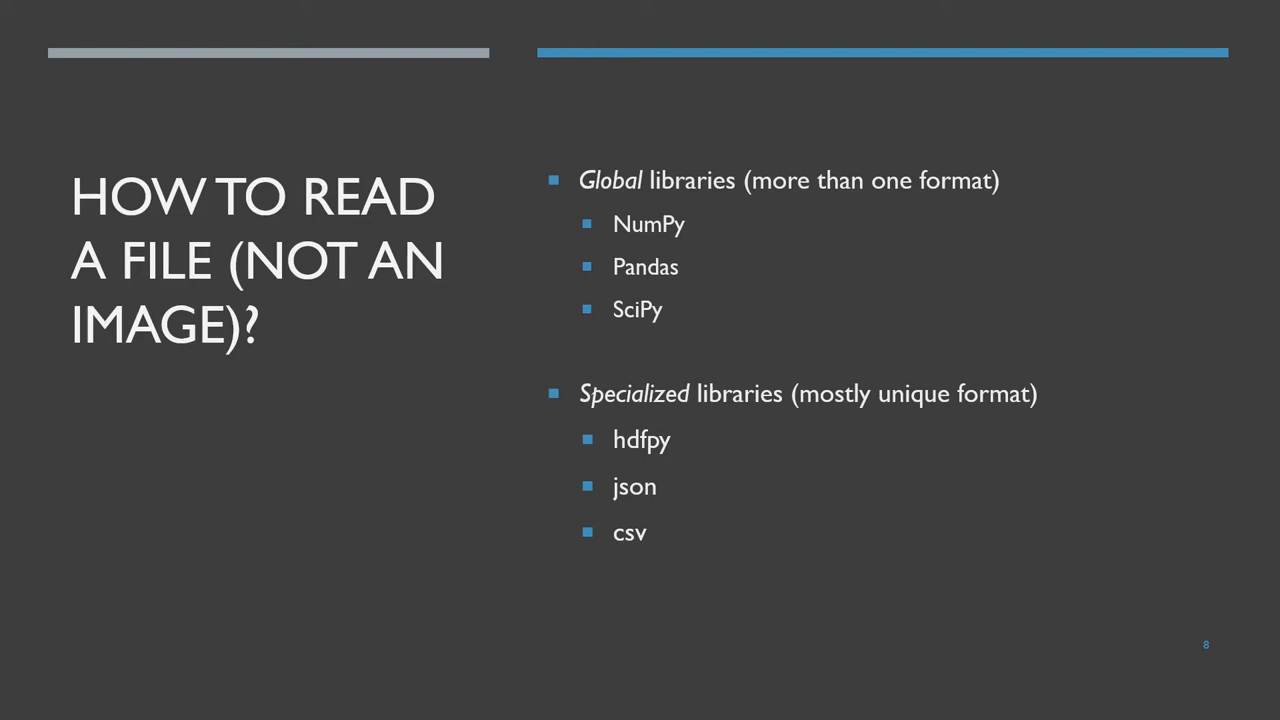 HOW TO READ
A FILE (NOT AN
IMAGE)?
Global libraries (more than one format)
NumPy
Pandas
SciPy
Specialized libraries (mostly unique format)
hdfpy
json
csv
8